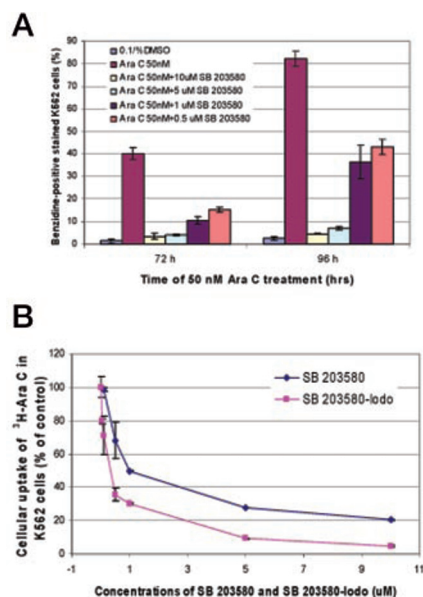 A
Benzidine-positive stained K562 cells (%)
90
80
70
60
50
40
30
20
10
0
0.1/%DMSO
Ara C 50nM
Ara C 50nM+10uM SB 203580
Ara C 50nM+5 uM SB 203580
Ara C 50nM+1 uM SB 203580
Ara C 50nM+0.5 uM SB 203580
72 h
96 h
Time of 50 nM Ara C treatment (hrs)
B
Cellular uptake of ³H-Ara C in
K562 cells (% of control)
120
100
80
60
40
20
0
SB 203580
SB 203580-Iodo
-1
1
3
5
7
9
11
Concentrations of SB 203580 and SB 203580-Iodo (uM)